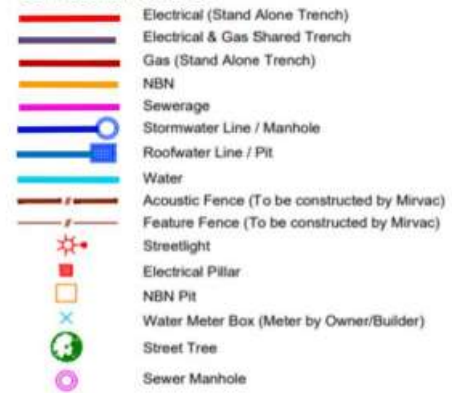 Electrical (Stand Alone Trench)
Electrical & Gas Shared Trench
Gas (Stand Alone Trench)
NBN
Sewerage
Stormwater Line / Manhole
Roofwater Line / Pit
Water
Acoustic Fence (To be constructed by Mirvac)
Feature Fence (To be constructed by Mirvac)
Streetlight
Electrical Pillar
NBN Pit
Water Meter Box (Meter by Owner/Builder)
Street Tree
Sewer Manhole